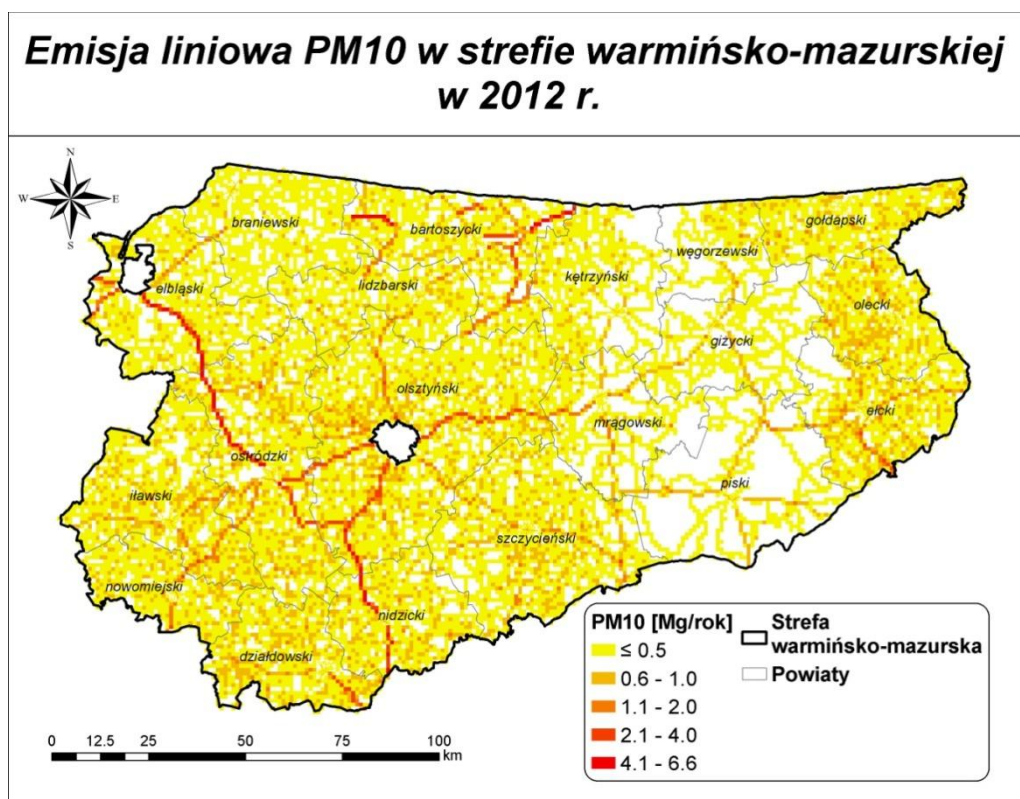 Emisja liniowa PM10 w strefie warmińsko-mazurskiej
w 2012 r.
N
W E
S
braniewski
bartoszycki
gołdapski
węgorzewski
kętrzyński
elbląski
lidzbarski
olecki
giżycki
olsztyński
ełcki
mrągowski
ostródzki
piski
iławski
szczycieński
nowomiejski
nidzicki
działdowski
PM10 [Mg/rok]
≤ 0.5
0.6 - 1.0
1.1 - 2.0
2.1 - 4.0
4.1 - 6.6
Strefa
warmińsko-mazurska
Powiaty
0 12.5 25 50 75 100
km